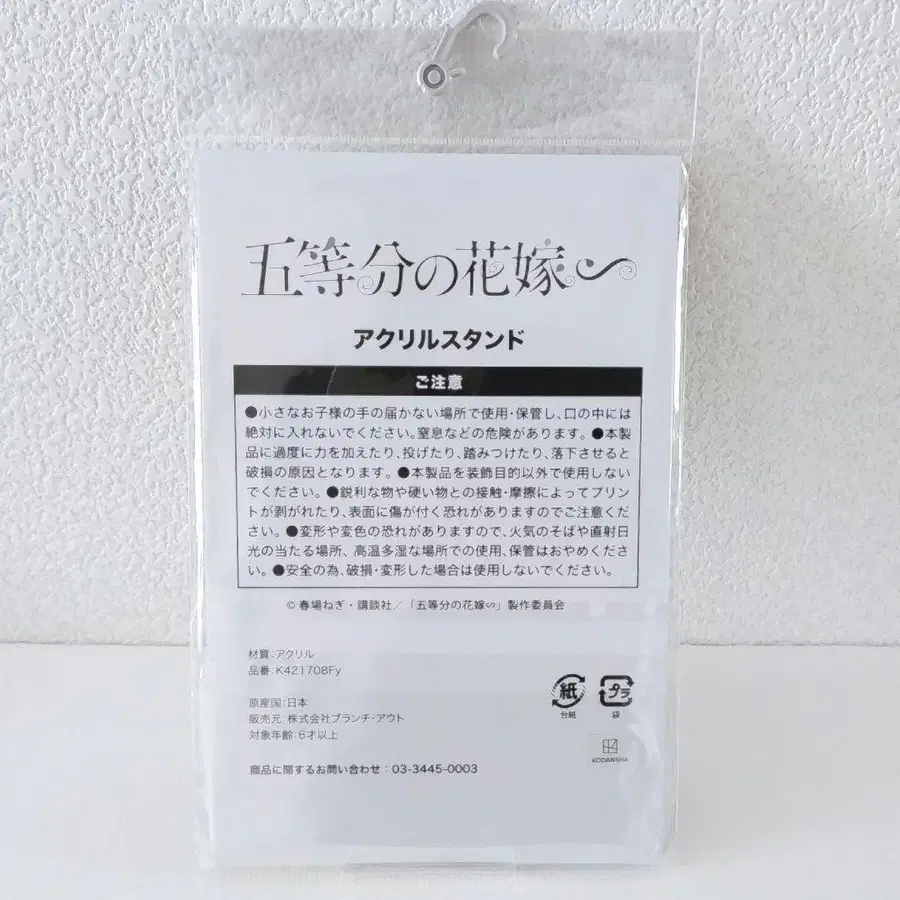 五等分の花嫁∽
アクリルスタンド
ご注意
●小さなお子様の手の届かない場所で使用・保管し、口の中には
絶対に入れないでください。窒息などの危険があります。●本製
品に過度に力を加えたり、投げたり、踏みつけたり、落下させると
破損の原因となります。●本製品を装飾目的以外で使用しない
でください。●鋭利な物や硬い物との接触・摩擦によってプリン
トが剥がれたり、表面に傷が付く恐れがありますのでご注意くだ
さい。●変形や変色の恐れがありますので、火気のそばや直射日
光の当たる場所、高温多湿な場所での使用、保管はおやめくださ
い。●安全の為、破損・変形した場合は使用しないでください。
© 春場ねぎ・講談社／「五等分の花嫁∽」製作委員会
材質:アクリル
品番:K421708Fy
原産国:日本
販売元:株式会社ブランチ・アウト
対象年齢:6才以上
商品に関するお問い合わせ:03-3445-0003
紙
台紙
プラ
袋
KODANSHA